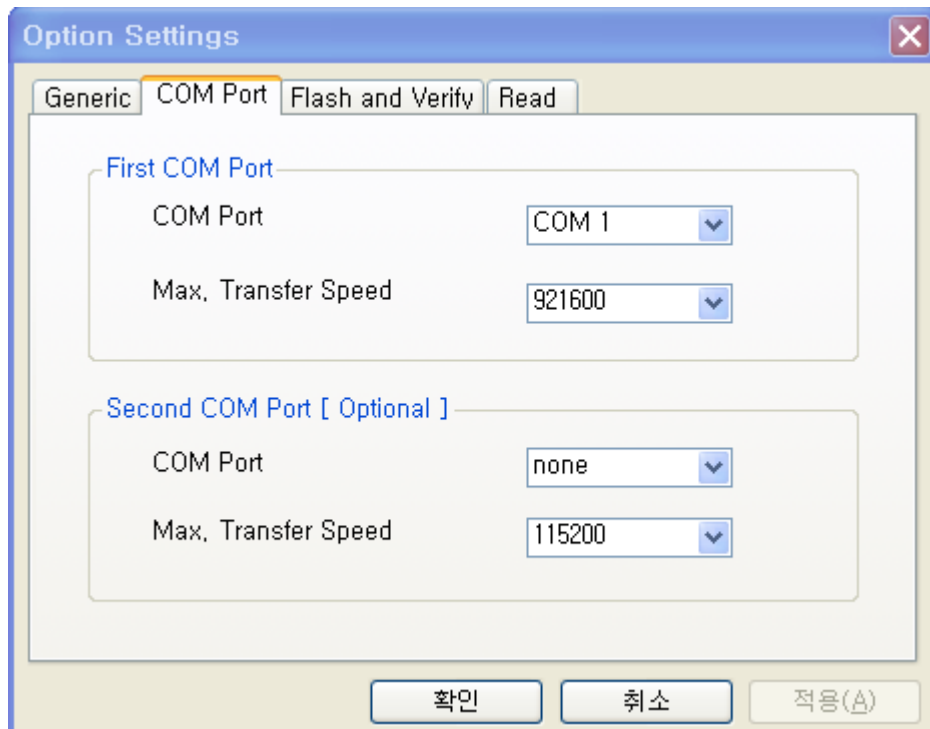 Option Settings
Generic COM Port Flash and Verify Read
First COM Port
COM Port COM 1
Max, Transfer Speed 921600
Second COM Port [ Optional ]
COM Port none
Max, Transfer Speed 115200
확인 취소 적용(A)